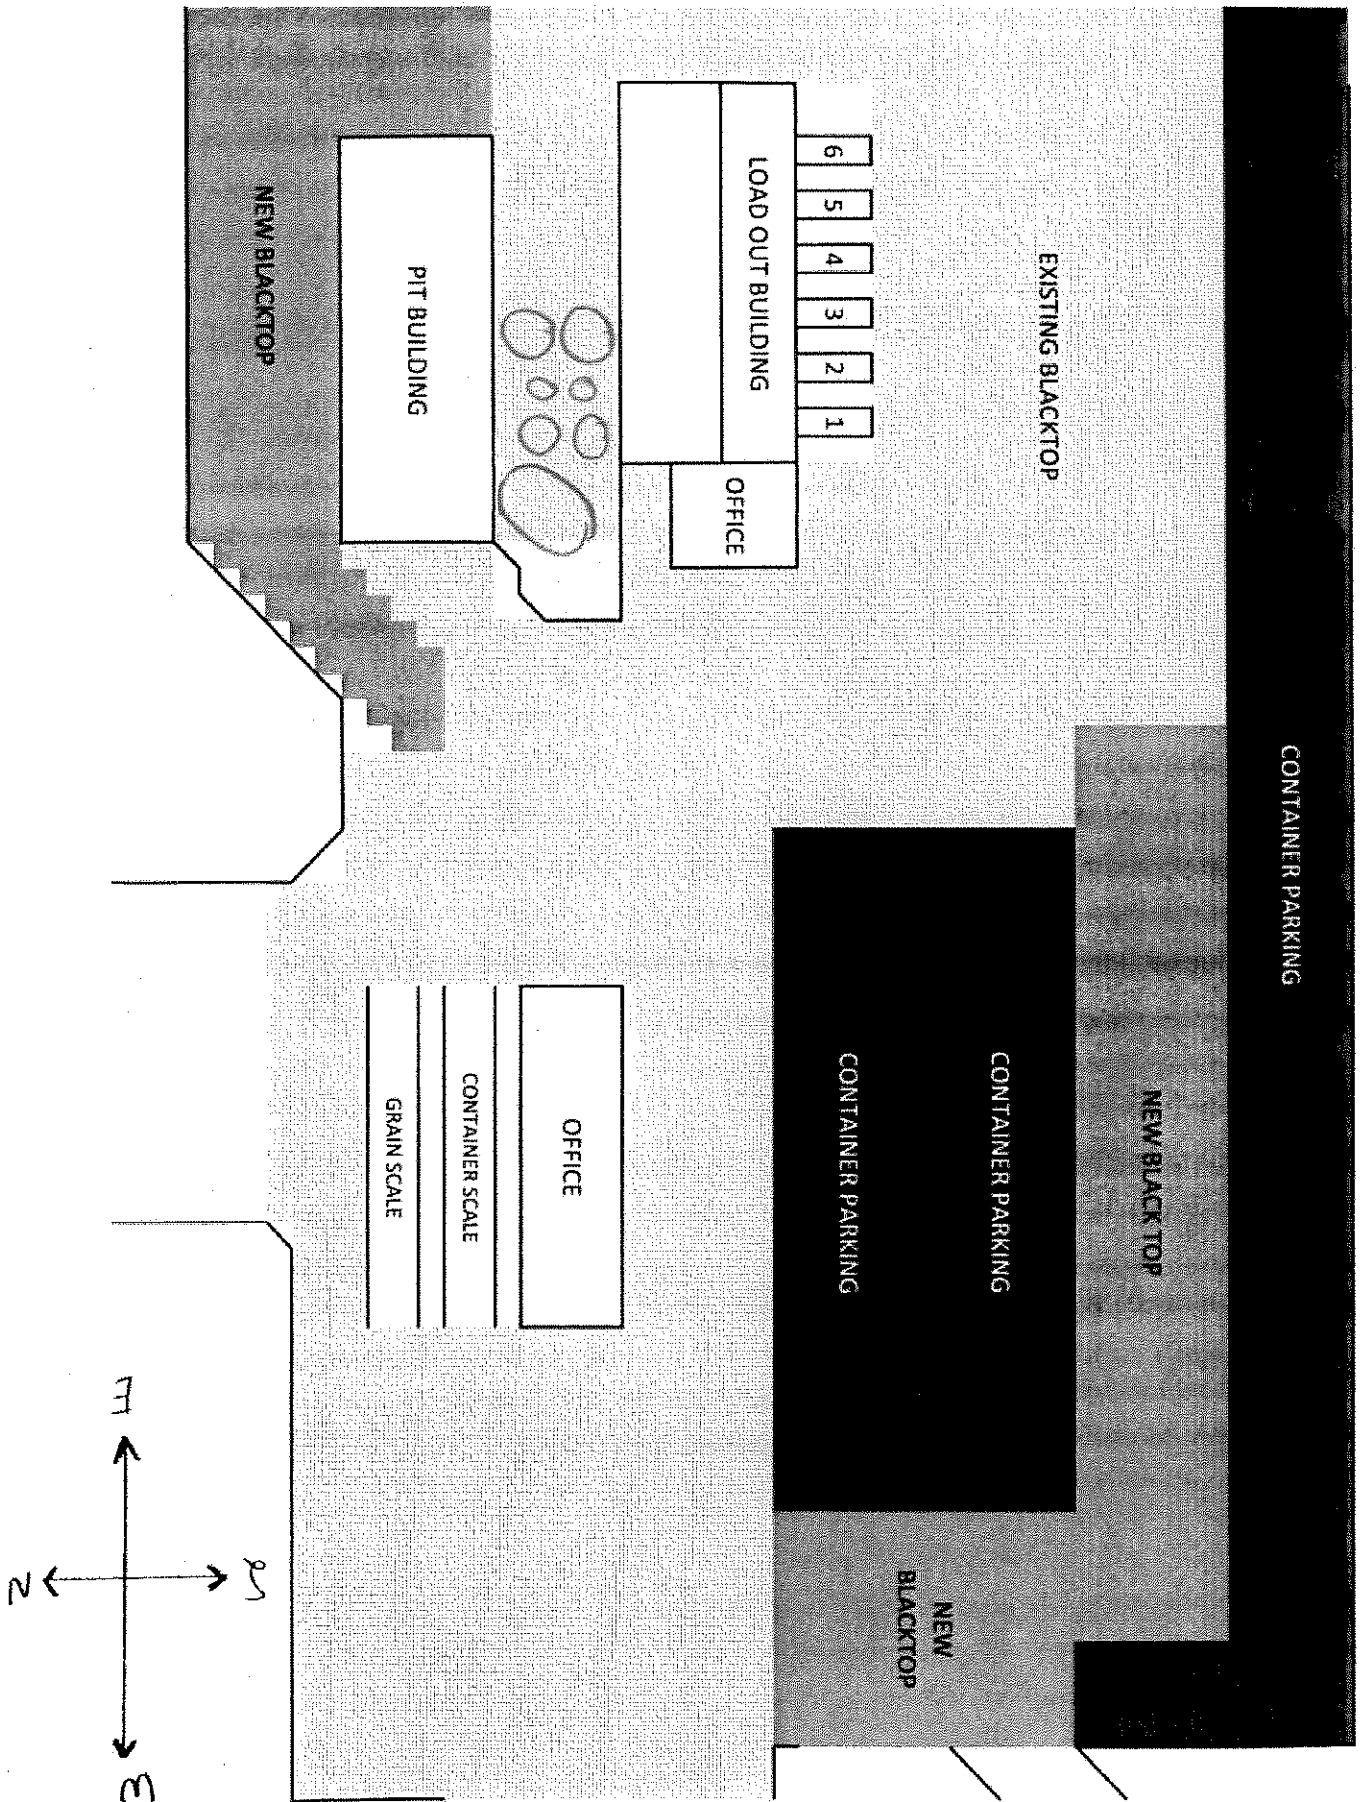 CONTAINER PARKING
NEW BLACK TOP
EXISTING BLACKTOP
CONTAINER PARKING
CONTAINER PARKING
NEW
BLACKTOP
6 5 4 3 2 1
LOAD OUT BUILDING
OFFICE
PIT BUILDING
NEW BLACKTOP
OFFICE
CONTAINER SCALE
GRAIN SCALE
S
E
W
N